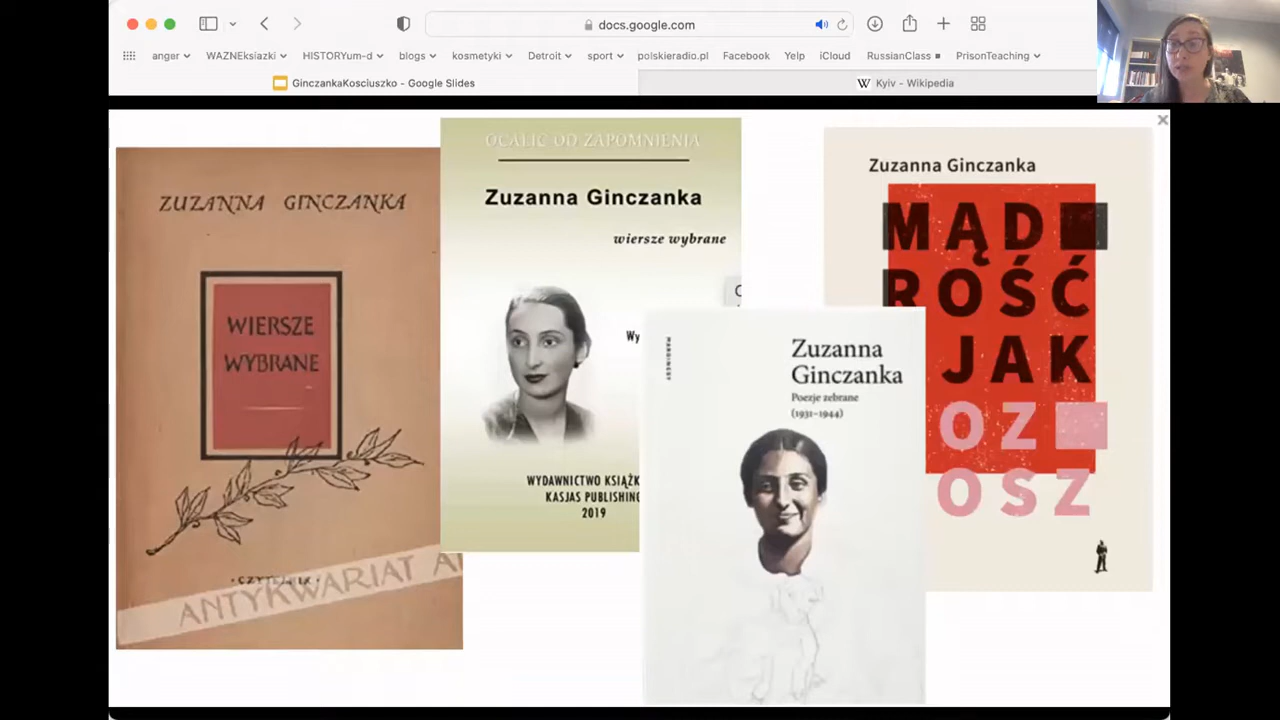 docs.google.com
anger
WAZNEksiazki
HISTORYum-d
blogs
kosmetyki
Detroit
sport
polskieradio.pl
Facebook
Yelp
iCloud
RussianClass
PrisonTeaching
GinczankaKosciuszko - Google Slides
W Kyiv - Wikipedia
ZUZANNA GINCZANKA
WIERSZE
WYBRANE
· CZYTELNIK ·
ANTYKWARIAT
OCALIĆ OD ZAPOMNIENIA
Zuzanna Ginczanka
wiersze wybrane
Wy
WYDAWNICTWO KSIĄŻK
KASJAS PUBLISHING
2019
MARGINESY
Zuzanna
Ginczanka
Poezje zebrane
(1931–1944)
Zuzanna Ginczanka
MĄD
ROŚĆ
JAK
OZ
OSZ